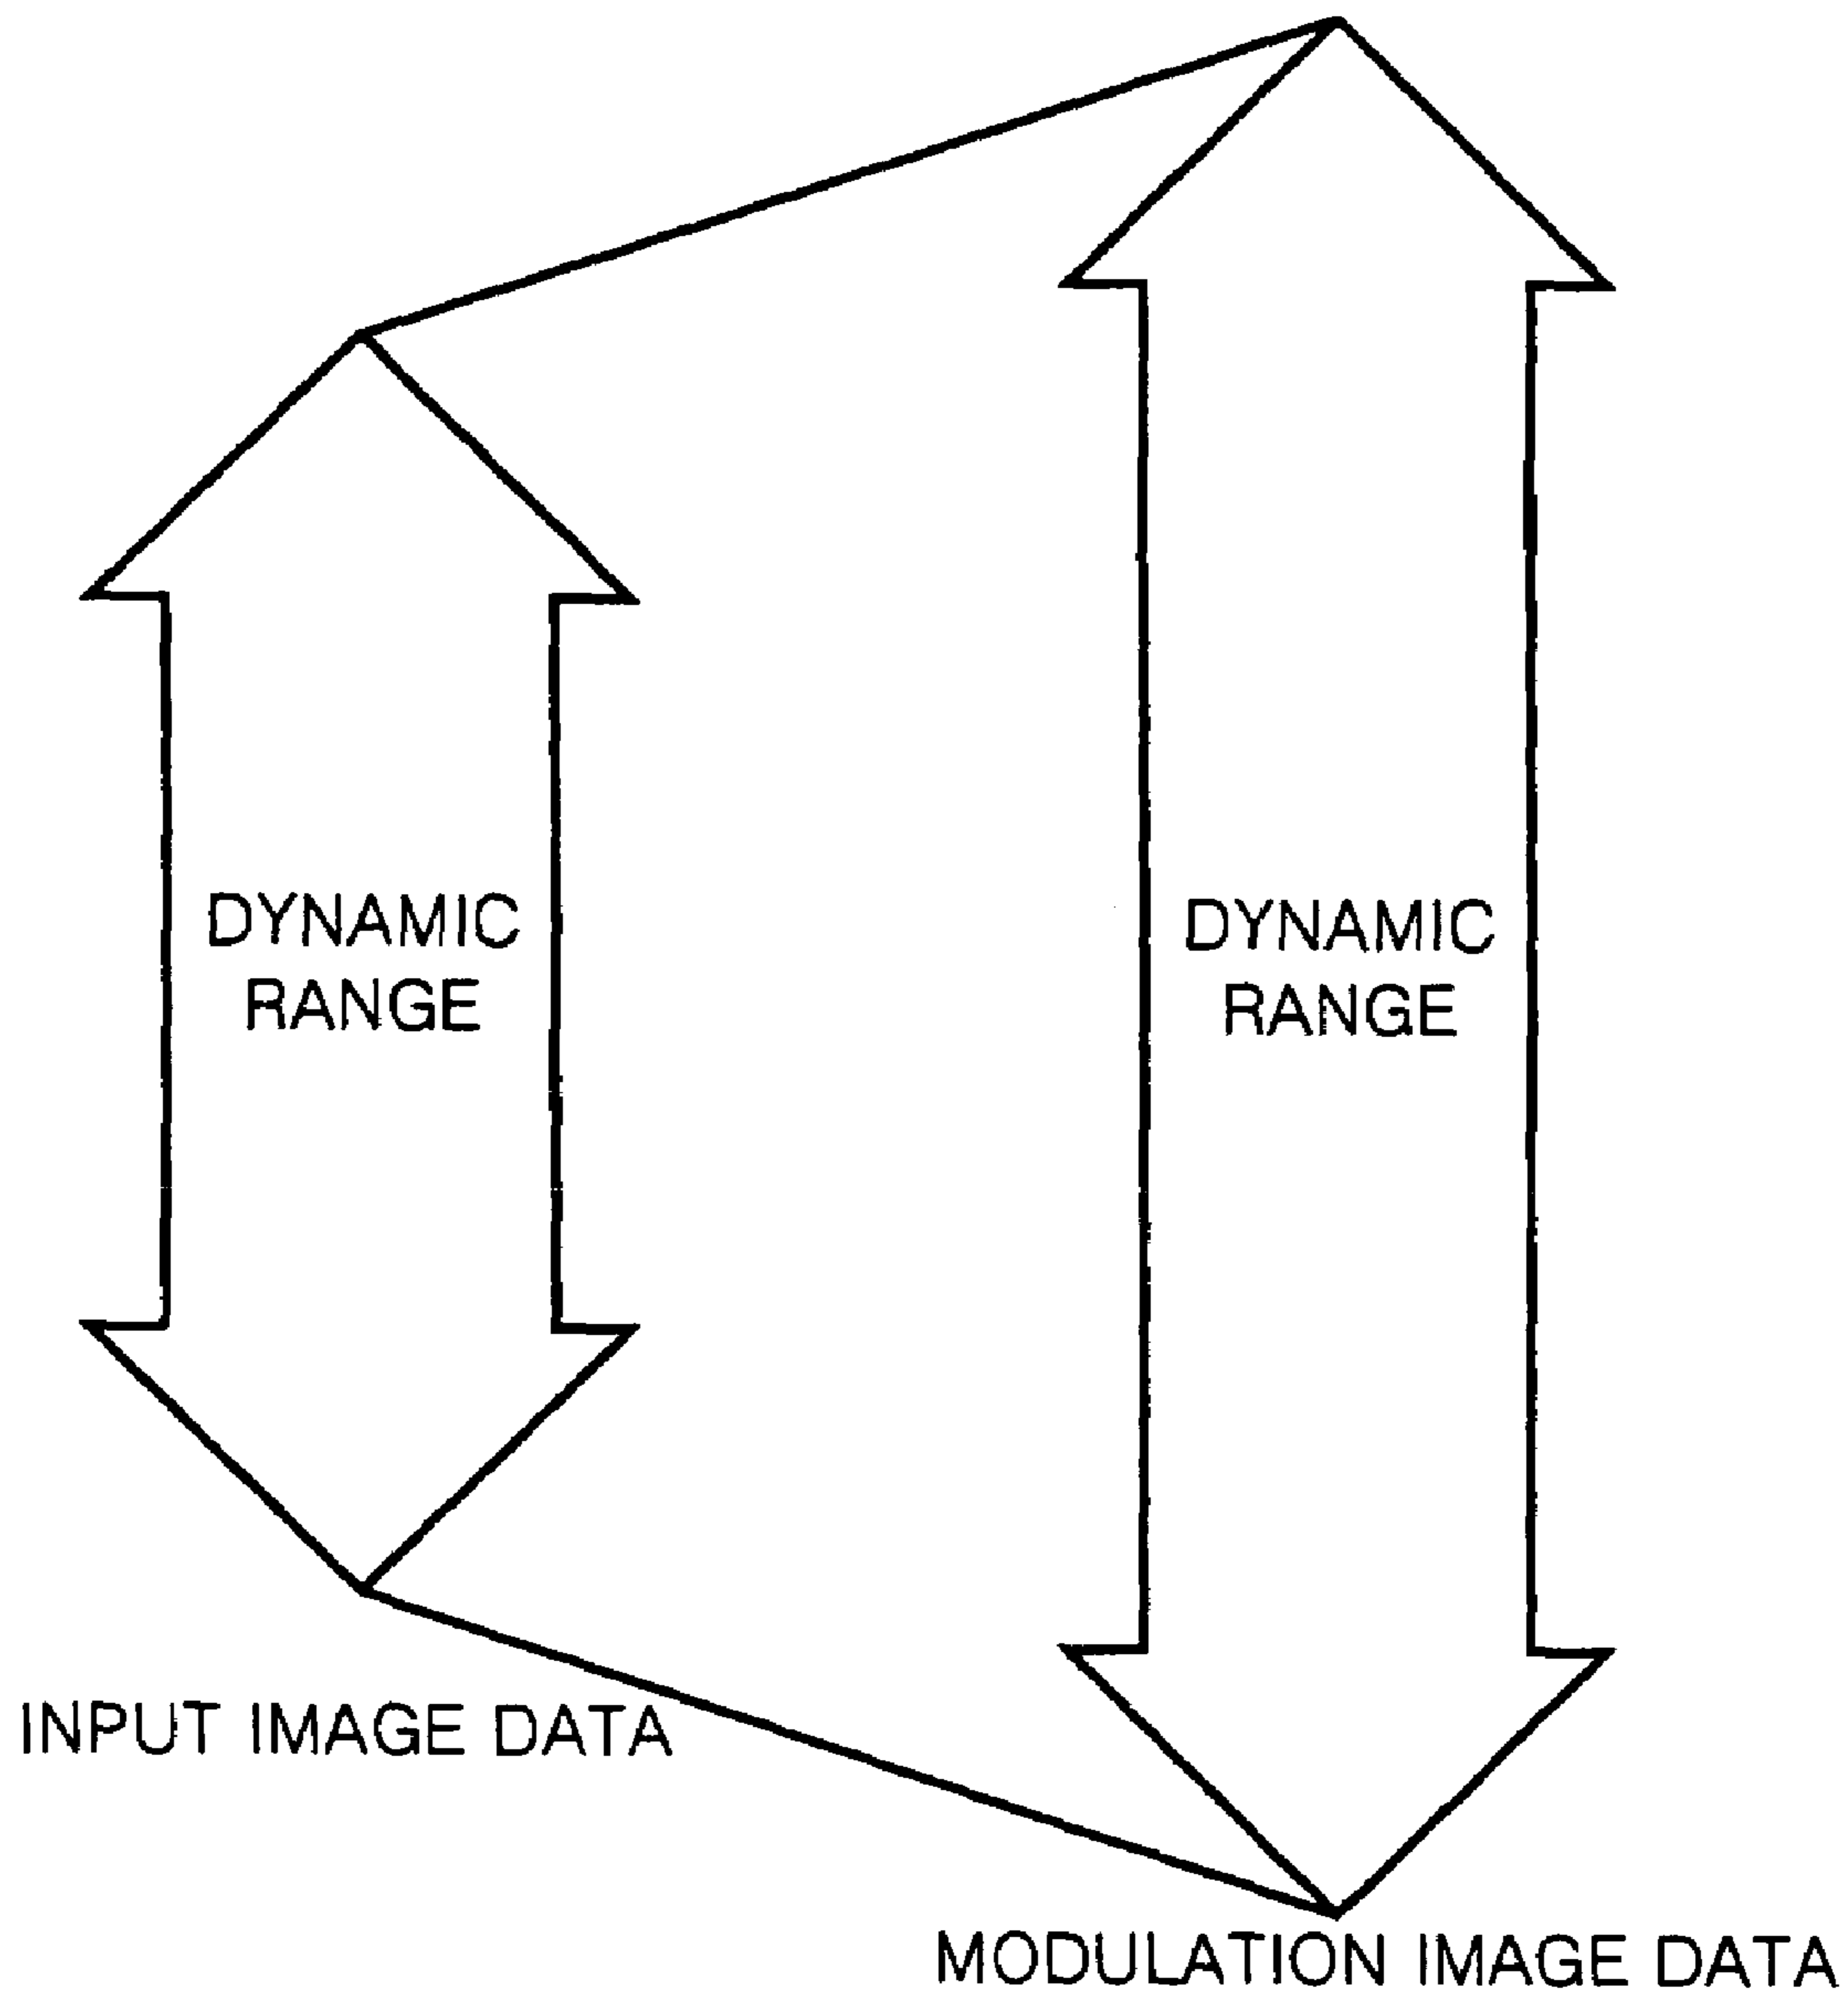 DYNAMIC
RANGE
DYNAMIC
RANGE
INPUT IMAGE DATA
MODULATION IMAGE DATA